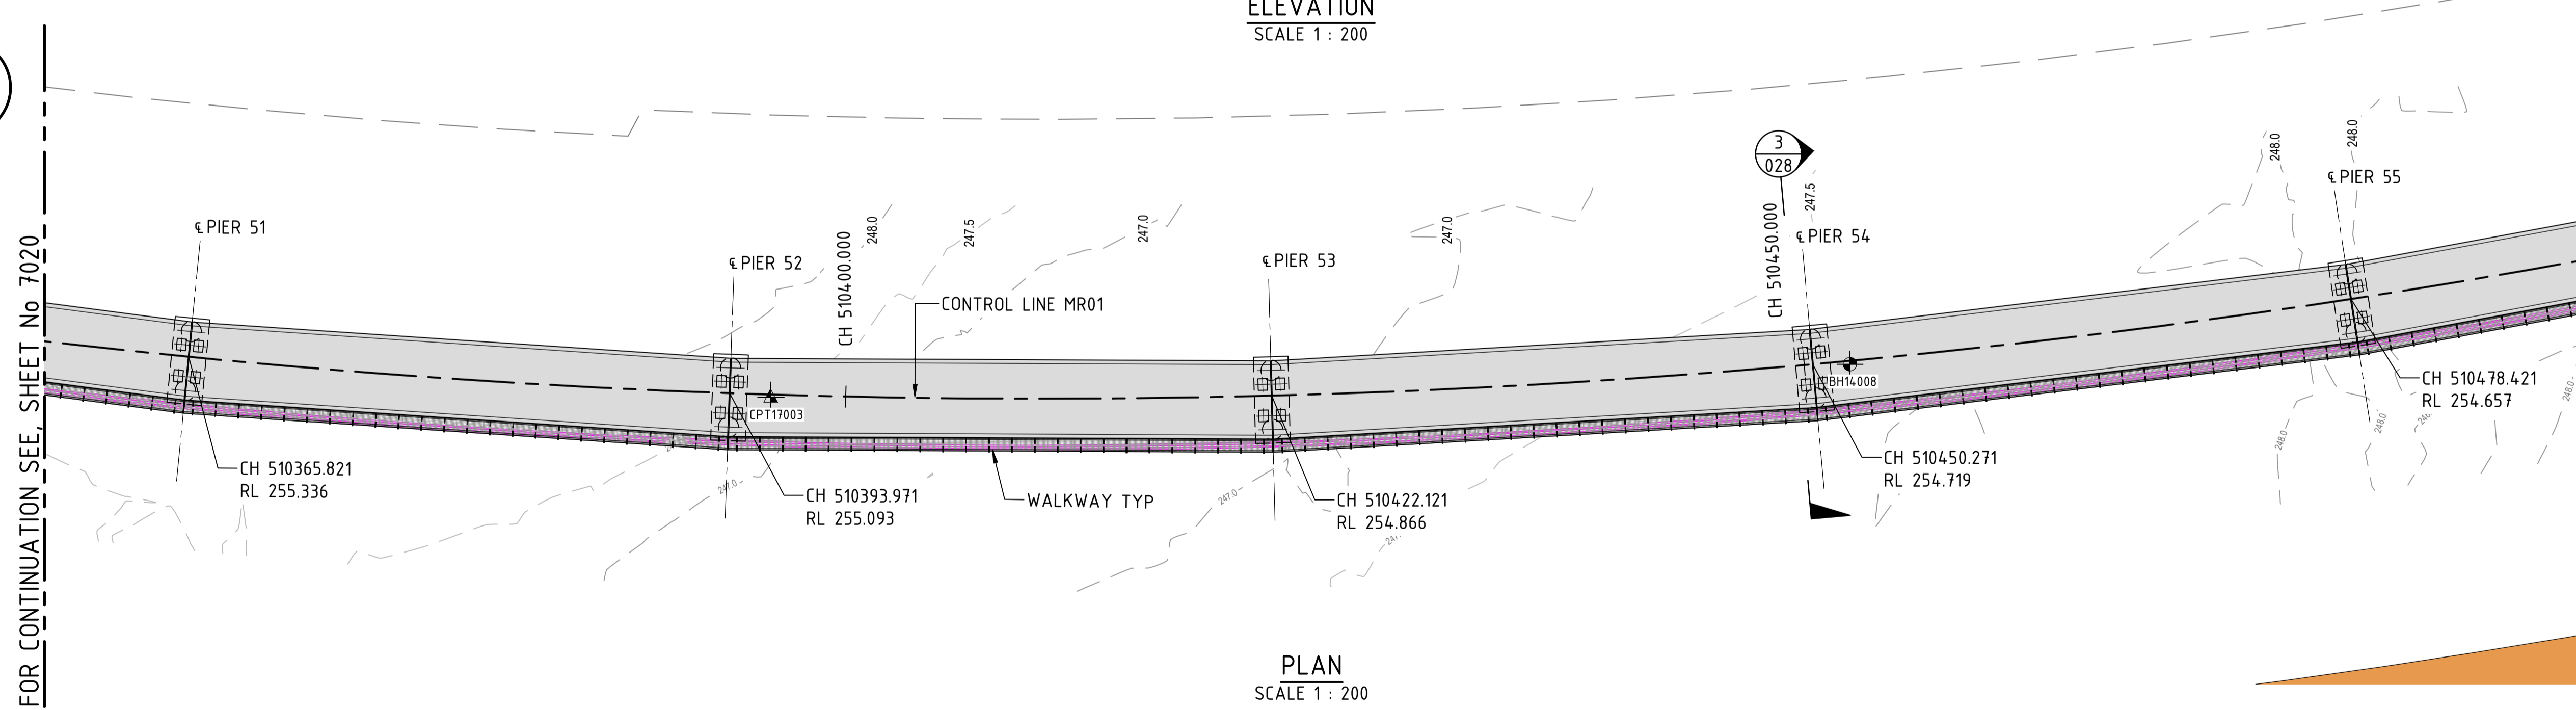 ELEVATION
SCALE 1 : 200
FOR CONTINUATION SEE, SHEET No 7020
℄ PIER 51
℄ PIER 52
CH 510400.000
248.0
247.5
247.0
CONTROL LINE MR01
℄ PIER 53
247.0
3
028
CH 510450.000
247.5
℄ PIER 54
248.0
248.0
℄ PIER 55
CPT17003
BH14008
CH 510365.821
RL 255.336
247.0
CH 510393.971
RL 255.093
WALKWAY TYP
247.0
CH 510422.121
RL 254.866
CH 510450.271
RL 254.719
248.0
248.0
CH 510478.421
RL 254.657
248.0
PLAN
SCALE 1 : 200